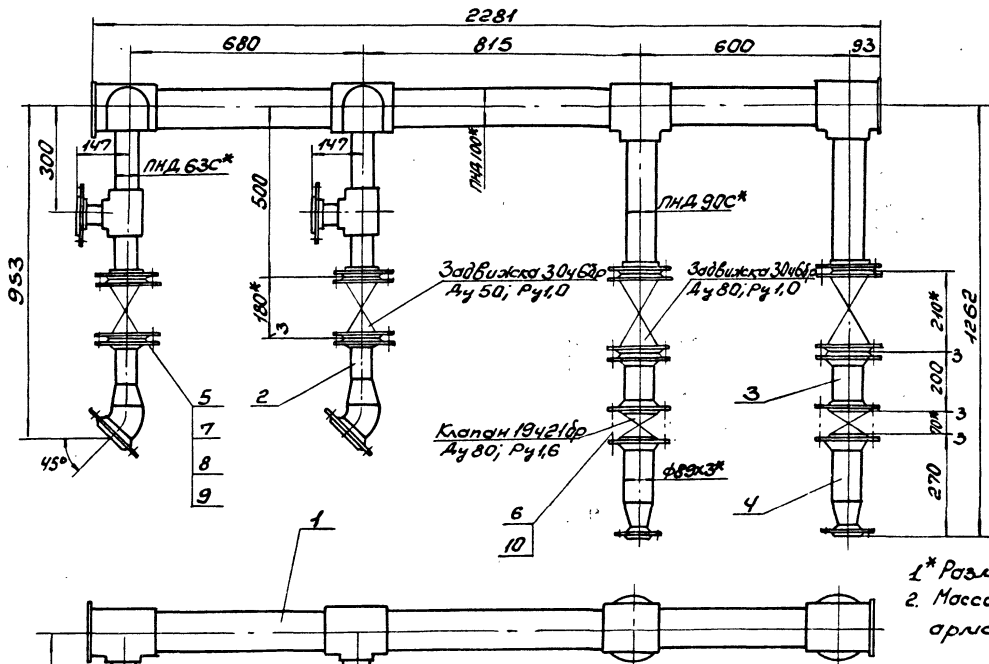 2281
680
815
600
93
147
300
ПНД 63С*
147
500
ПНД 100*
ПНД 90С*
953
Задвижка 30ч6бр
Ду 50; Ру1,0
Задвижка 30ч6бр
Ду 80; Ру1,0
180*
3
210*
1262
3
5
7
8
9
2
3
200
3
70*
3
Клапан 19ч21бр
Ду 80; Ру1,6
45°
ф89х3*
270
6
10
4
1
1* Разм
2. Масса
арма